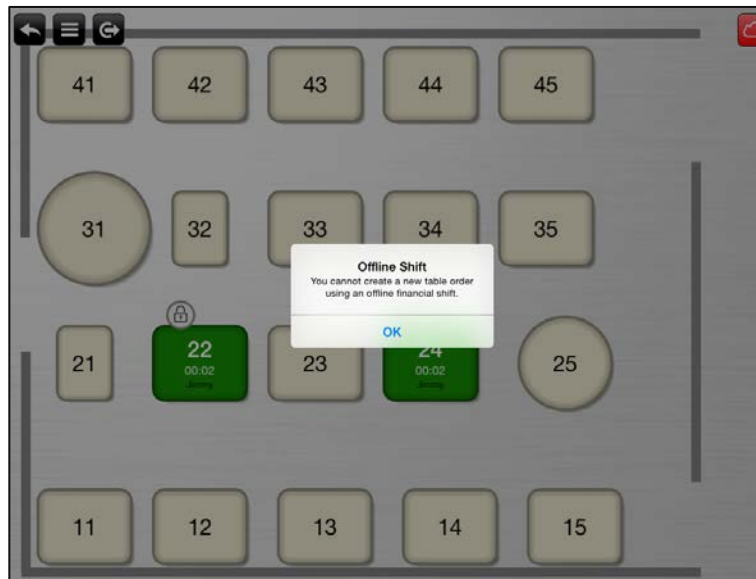 41 42 43 44 45
31 32 33 34 35
Offline Shift
You cannot create a new table order
using an offline financial shift.
OK
21 22 23 24 25
00:02 00:02
Jimmy Jimmy
11 12 13 14 15